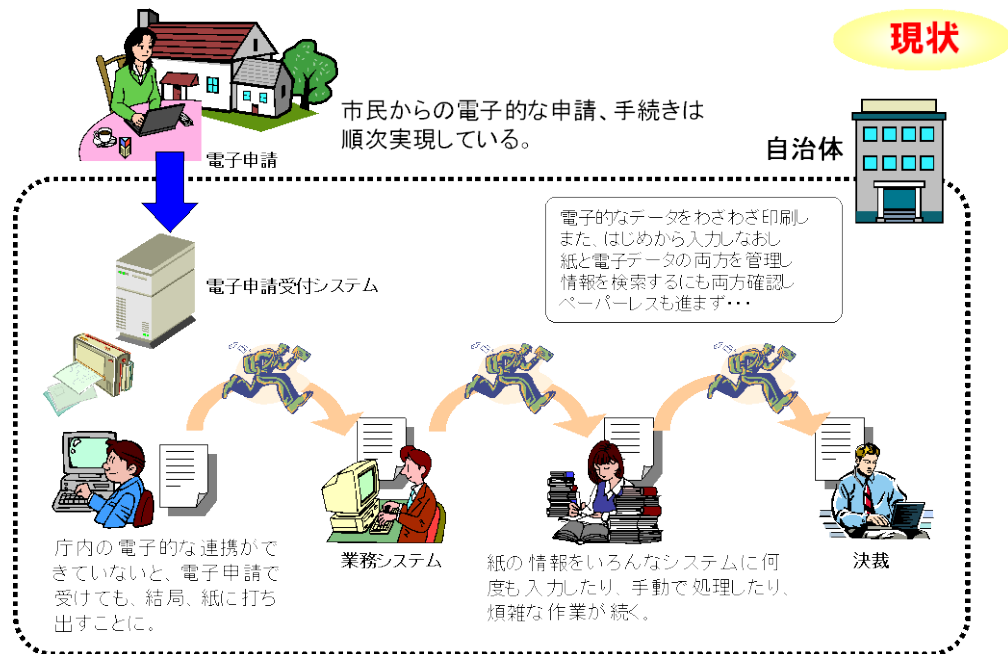 現状
市民からの電子的な申請、手続きは
順次実現している。
自治体
電子申請
電子的なデータをわざわざ印刷し
また、はじめから入力しなおし
紙と電子データの両方を管理し
情報を検索するにも両方確認し
ペーパーレスも進まず・・・
電子申請受付システム
庁内の電子的な連携がで
きていないと、電子申請で
受けても、結局、紙に打ち
出すことに。
業務システム
紙の情報をいろんなシステムに何
度も入力したり、手動で処理したり、
煩雑な作業が続く。
決裁